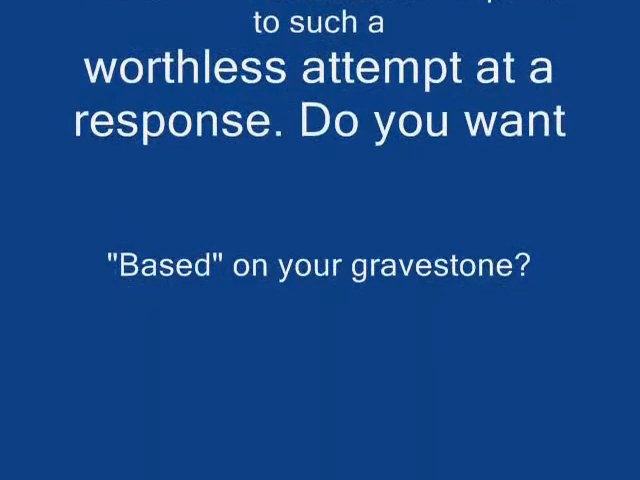 to such a
worthless attempt at a
response. Do you want
"Based" on your gravestone?